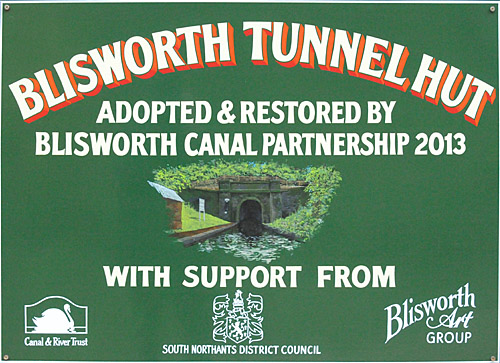 BLISWORTH TUNNEL HUT
ADOPTED & RESTORED BY
BLISWORTH CANAL PARTNERSHIP 2013
WITH SUPPORT FROM
Canal & River Trust
SOUTH NORTHANTS DISTRICT COUNCIL
Blisworth
Art
GROUP